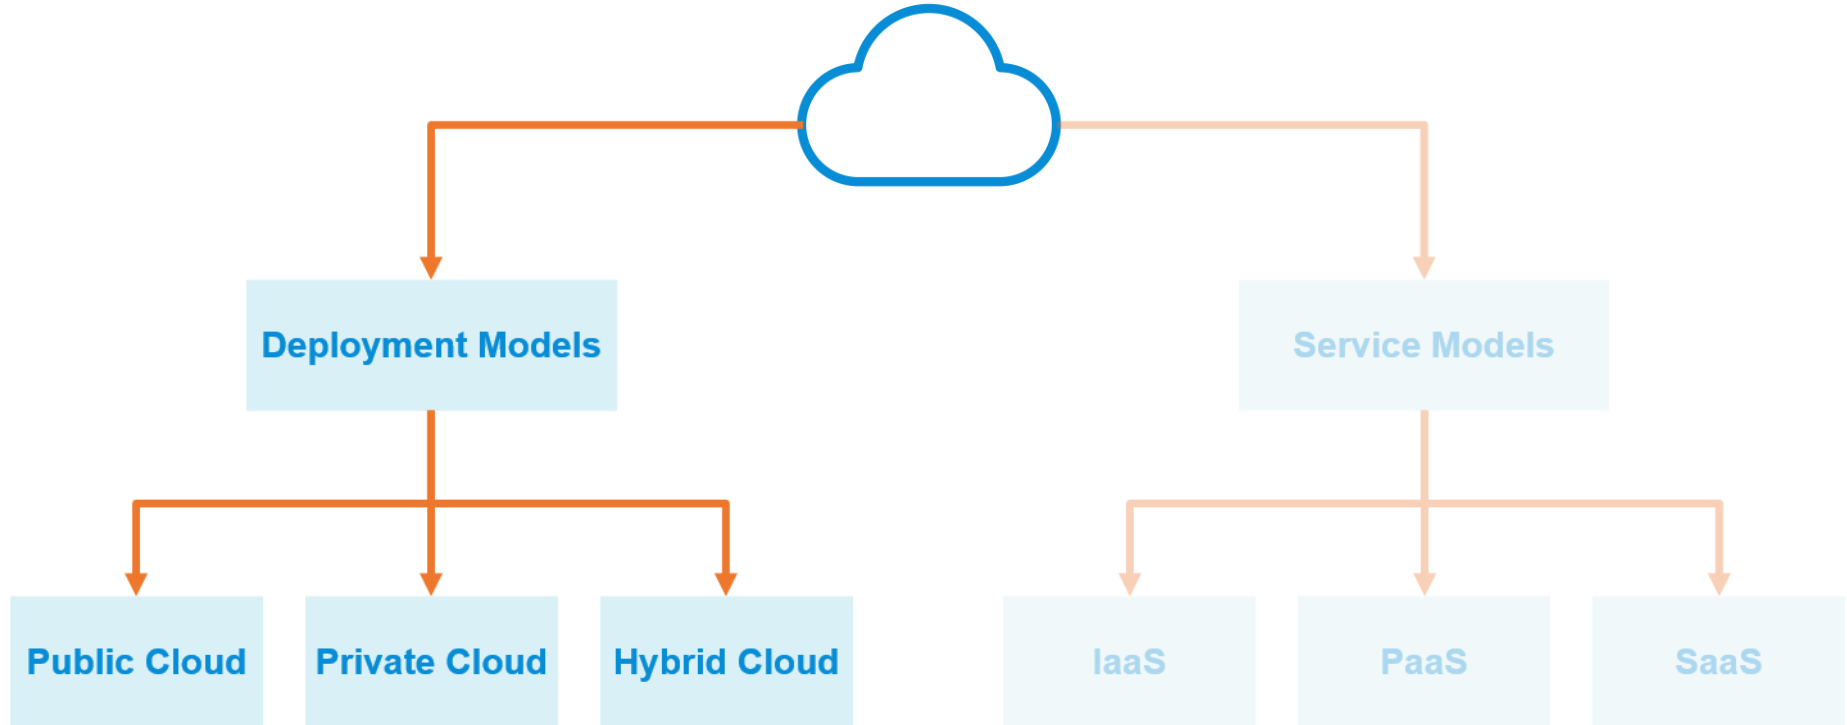 Deployment Models
Service Models
Public Cloud
Private Cloud
Hybrid Cloud
IaaS
PaaS
SaaS